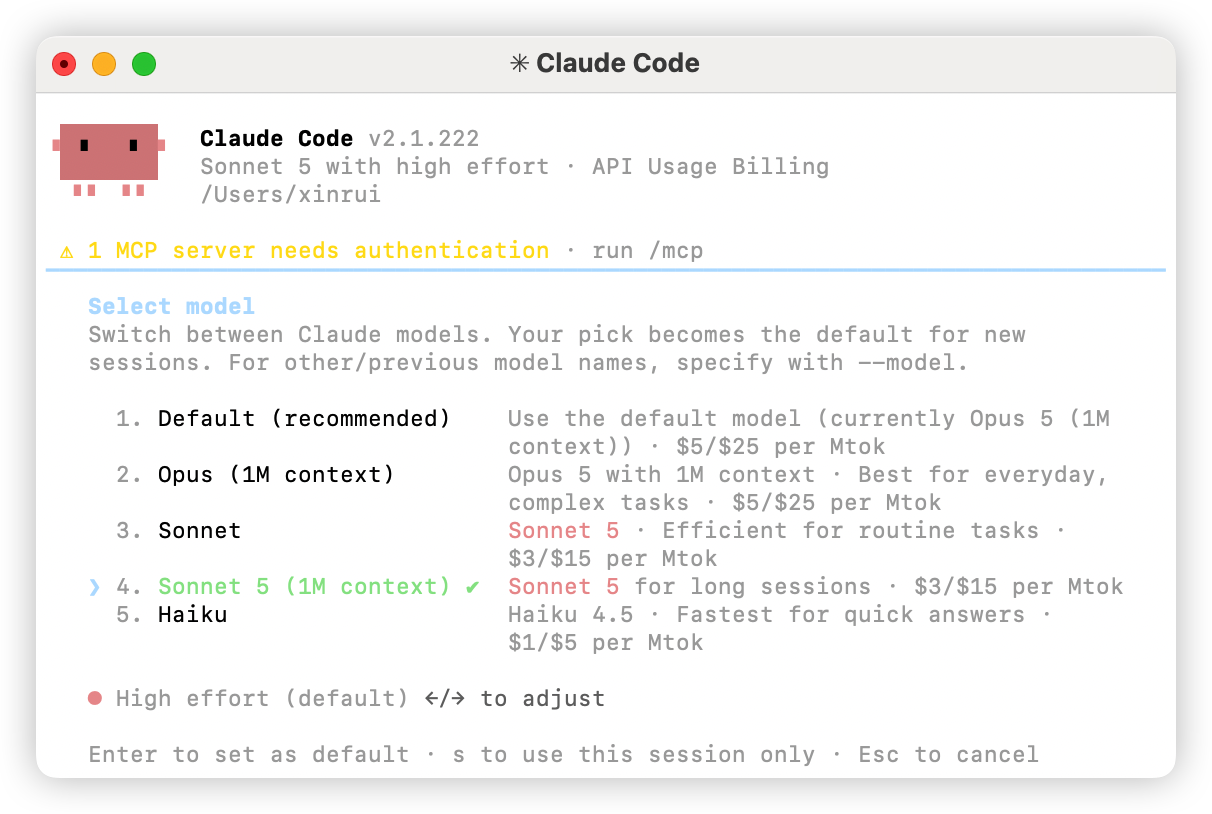 ✳ Claude Code
Claude Code v2.1.222
Sonnet 5 with high effort · API Usage Billing
/Users/xinrui
⚠ 1 MCP server needs authentication · run /mcp
Select model
Switch between Claude models. Your pick becomes the default for new
sessions. For other/previous model names, specify with --model.
1. Default (recommended) Use the default model (currently Opus 5 (1M
context)) · $5/$25 per Mtok
2. Opus (1M context) Opus 5 with 1M context · Best for everyday,
complex tasks · $5/$25 per Mtok
3. Sonnet Sonnet 5 · Efficient for routine tasks ·
$3/$15 per Mtok
❯ 4. Sonnet 5 (1M context) ✔ Sonnet 5 for long sessions · $3/$15 per Mtok
5. Haiku Haiku 4.5 · Fastest for quick answers ·
$1/$5 per Mtok
● High effort (default) ←/→ to adjust
Enter to set as default · s to use this session only · Esc to cancel